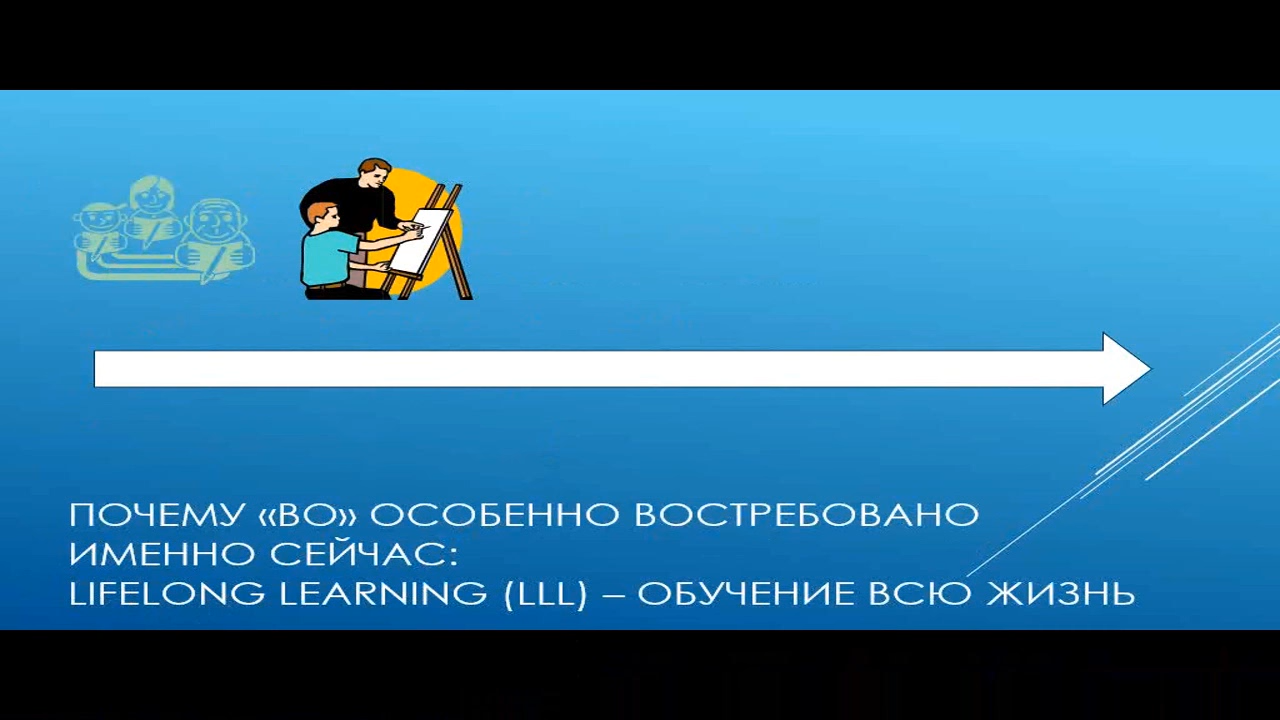 ПОЧЕМУ «ВО» ОСОБЕННО ВОСТРЕБОВАНО
ИМЕННО СЕЙЧАС:
LIFELONG LEARNING (LLL) – ОБУЧЕНИЕ ВСЮ ЖИЗНЬ